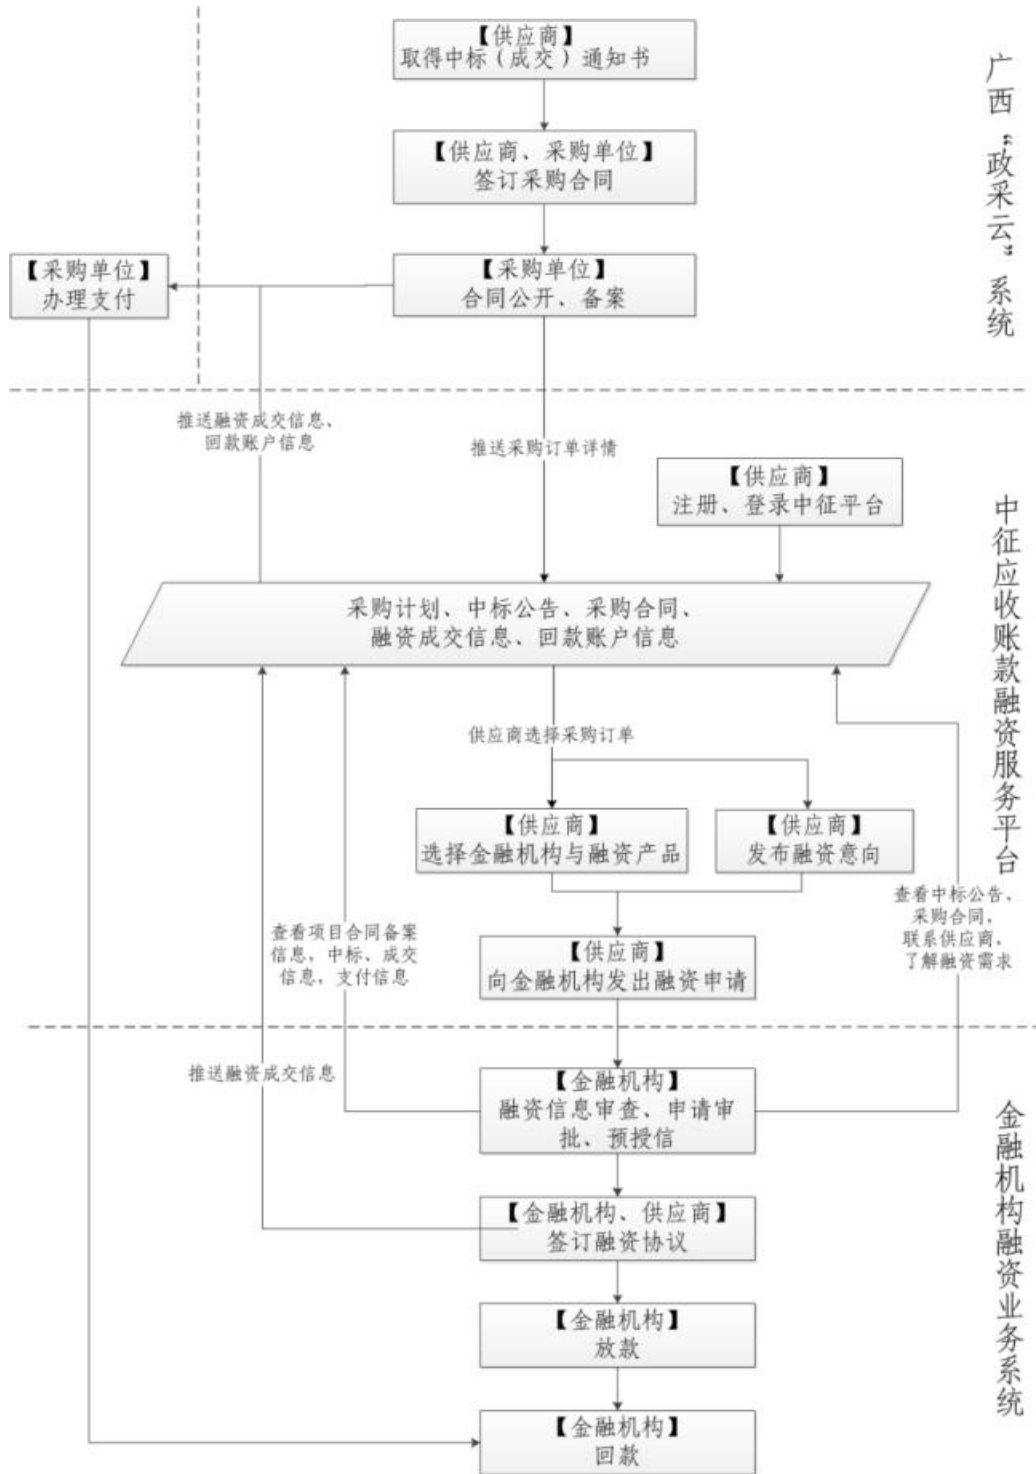 【供应商】
取得中标（成交）通知书
【供应商、采购单位】
签订采购合同
【采购单位】
合同公开、备案
【采购单位】
办理支付
广西“政采云”系统
推送融资成交信息、
回款账户信息
推送采购订单详情
【供应商】
注册、登录中征平台
采购计划、中标公告、采购合同、
融资成交信息、回款账户信息
供应商选择采购订单
【供应商】
选择金融机构与融资产品
【供应商】
发布融资意向
中征应收账款融资服务平台
查看项目合同备案
信息，中标、成交
信息，支付信息
查看中标公告、
采购合同，
联系供应商，
了解融资需求
【供应商】
向金融机构发出融资申请
推送融资成交信息
【金融机构】
融资信息审查、申请审
批、预授信
【金融机构、供应商】
签订融资协议
【金融机构】
放款
【金融机构】
回款
金融机构融资业务系统